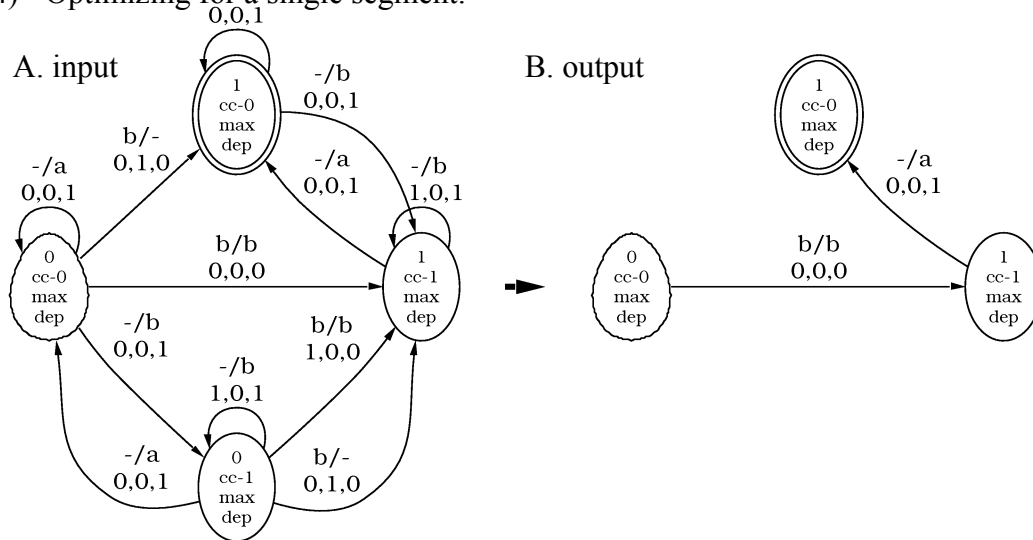 Optimizing for a single segment.
0,0,1
A. input
B. output
-/b
0,0,1
1
cc-0
max
dep
b/-
0,1,0
-/a
0,0,1
-/a
0,0,1
-/b
1,0,1
b/b
0,0,0
0
cc-0
max
dep
1
cc-1
max
dep
-/b
0,0,1
b/b
1,0,0
-/b
1,0,1
-/a
0,0,1
0
cc-1
max
dep
b/-
0,1,0
1
cc-0
max
dep
-/a
0,0,1
b/b
0,0,0
0
cc-0
max
dep
1
cc-1
max
dep